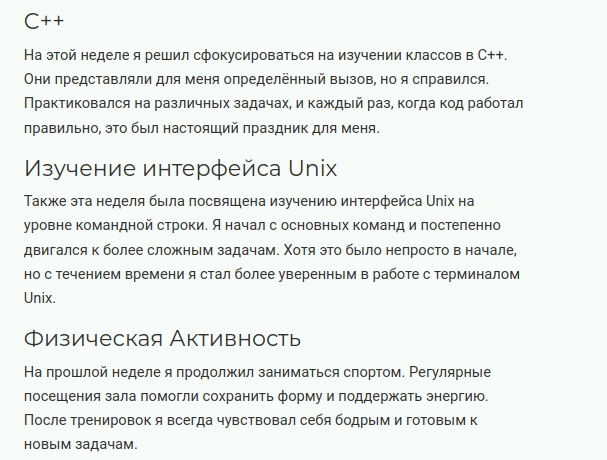 C++
На этой неделе я решил сфокусироваться на изучении классов в C++.
Они представляли для меня определённый вызов, но я справился.
Практиковался на различных задачах, и каждый раз, когда код работал
правильно, это был настоящий праздник для меня.
Изучение интерфейса Unix
Также эта неделя была посвящена изучению интерфейса Unix на
уровне командной строки. Я начал с основных команд и постепенно
двигался к более сложным задачам. Хотя это было непросто в начале,
но с течением времени я стал более уверенным в работе с терминалом
Unix.
Физическая Активность
На прошлой неделе я продолжил заниматься спортом. Регулярные
посещения зала помогли сохранить форму и поддержать энергию.
После тренировок я всегда чувствовал себя бодрым и готовым к
новым задачам.